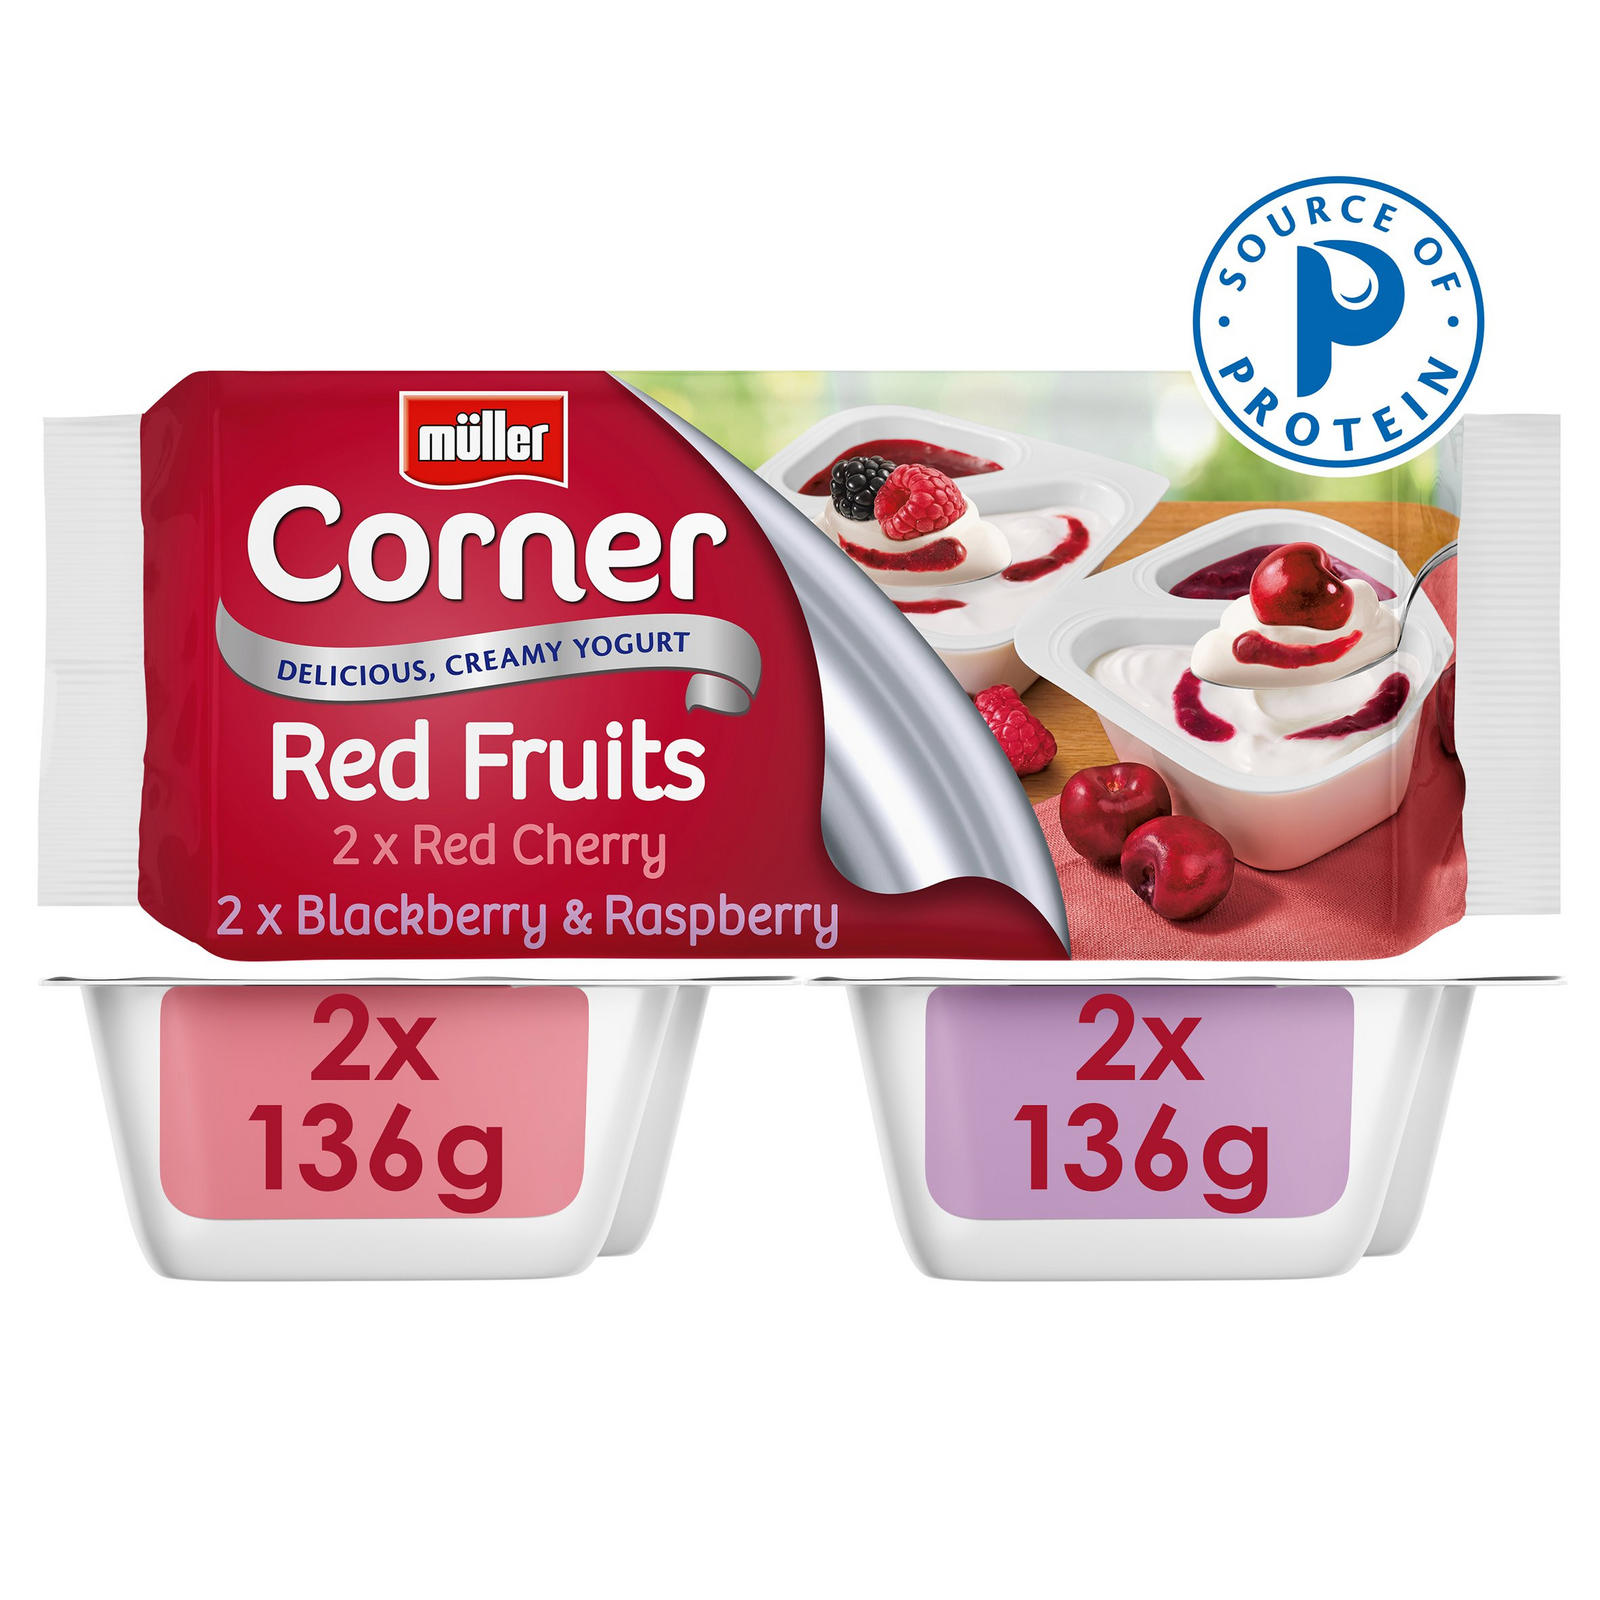 SOURCE OF
P
PROTEIN
müller
Corner
DELICIOUS, CREAMY YOGURT
Red Fruits
2 x Red Cherry
2 x Blackberry & Raspberry
2x
136g
2x
136g